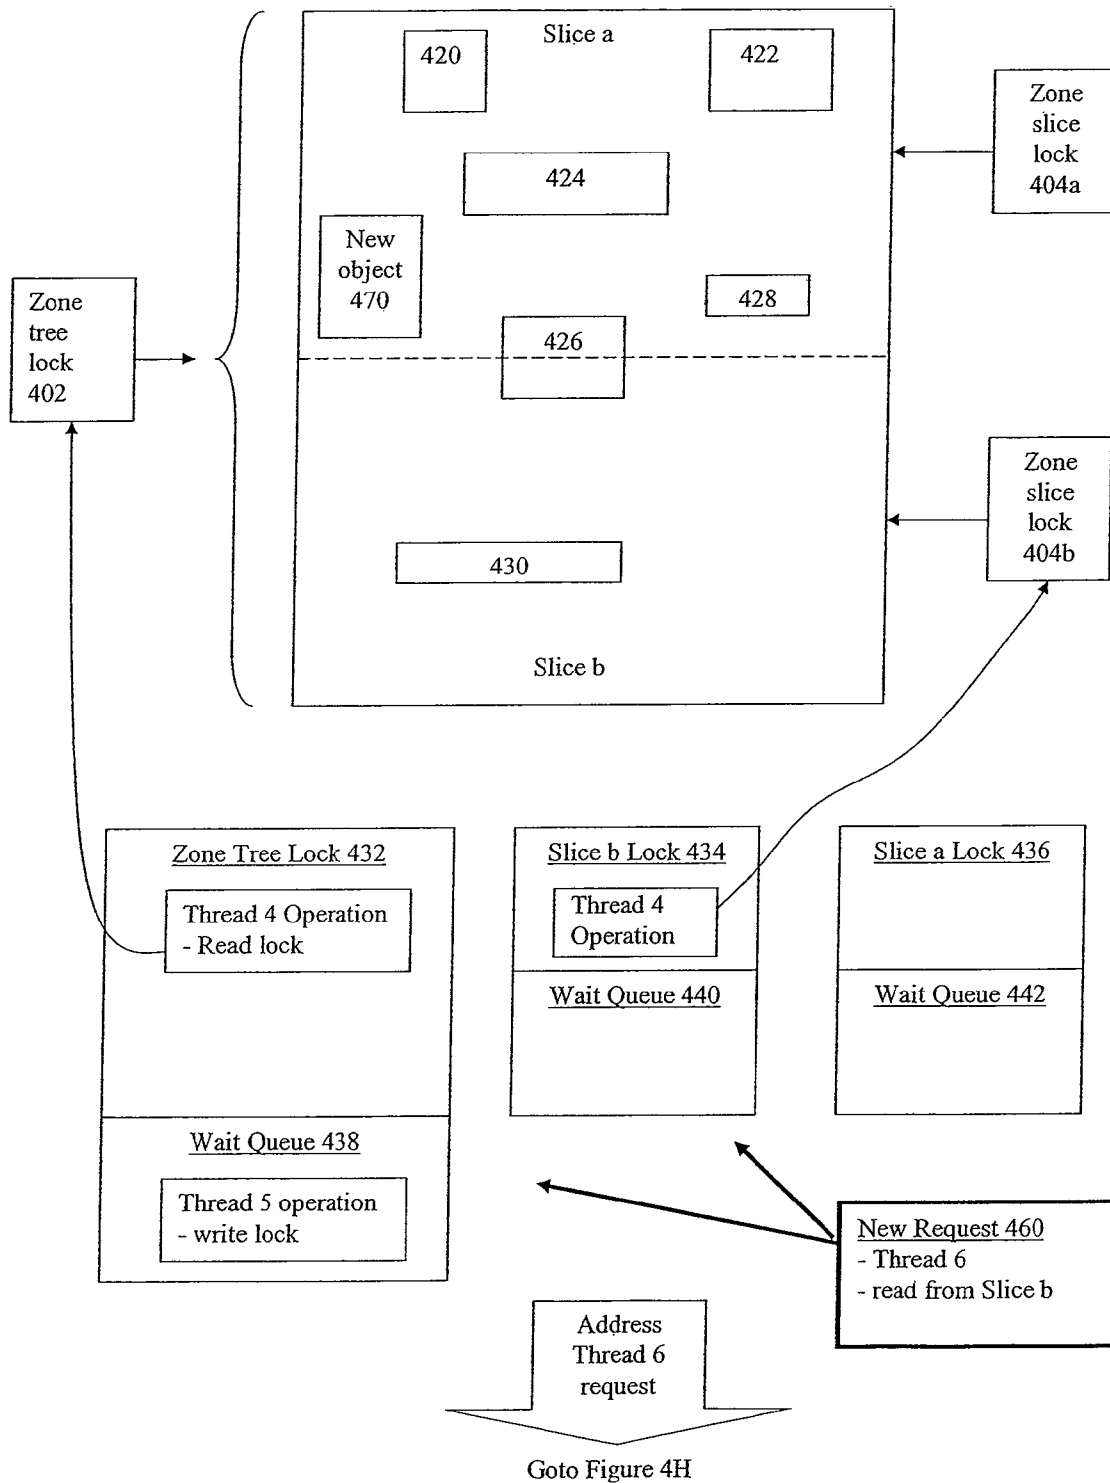 Slice a
420
422
Zone
slice
lock
404a
424
New
object
470
428
Zone
tree
lock
402
426
Zone
slice
lock
404b
430
Slice b
Zone Tree Lock 432
Thread 4 Operation
- Read lock
Wait Queue 438
Thread 5 operation
- write lock
Slice b Lock 434
Thread 4
Operation
Wait Queue 440
Slice a Lock 436
Wait Queue 442
New Request 460
- Thread 6
- read from Slice b
Address
Thread 6
request
Goto Figure 4H